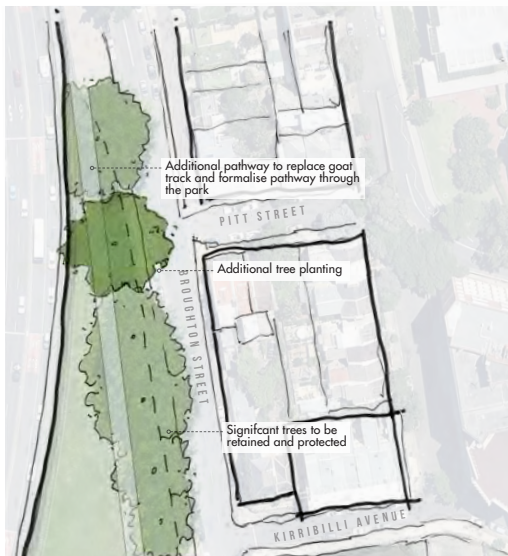 Additional pathway to replace goat
track and formalise pathway through
the park
PITT STREET
Additional tree planting
BROUGHTON STREET
Signifcant trees to be
retained and protected
KIRRIBILLI AVENUE